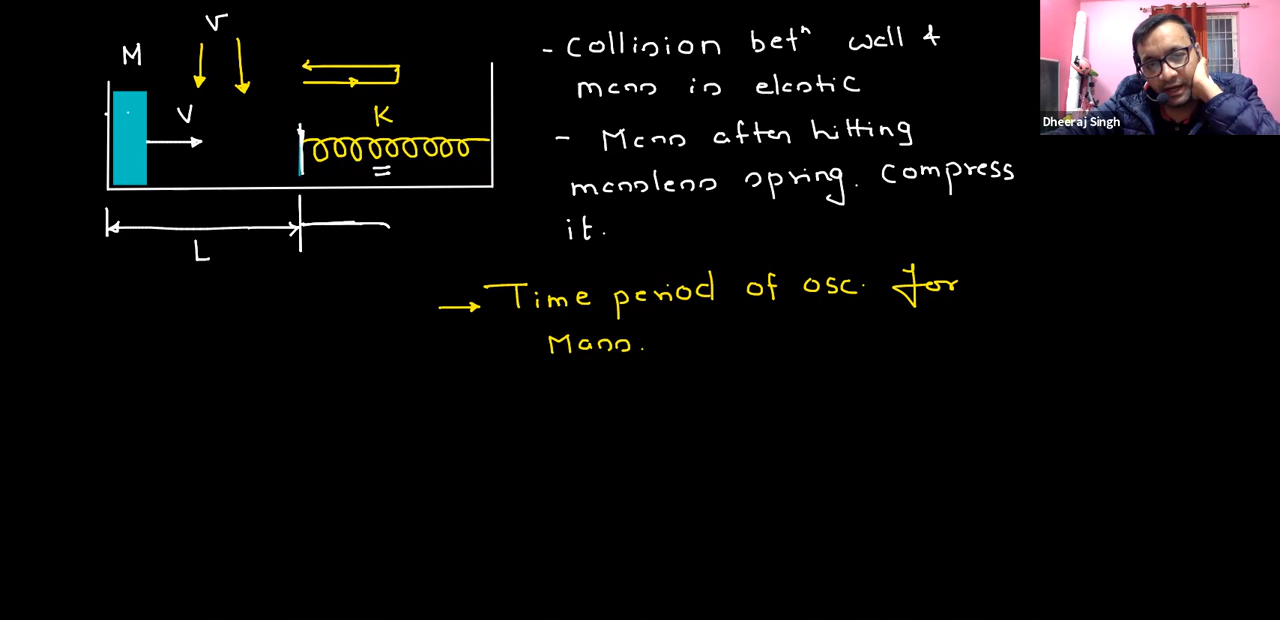 V
M
V
K
L
- Collision betⁿ wall &
mass is elastic
- Mass after hitting
massless spring. compress
it.
→ Time period of osc. for
Mass.
Dheeraj Singh